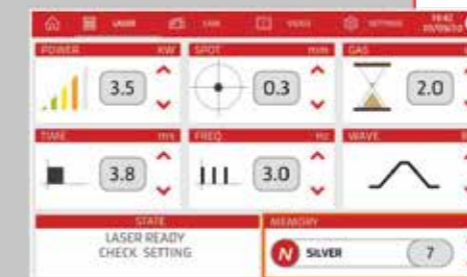 LASER VIDEO SETTINGS
POWER KW SPOT mm GAS
3.5 0.3 2.0
TIME ms FREQ Hz WAVE
3.8 3.0
STATE MEMORY
LASER READY
CHECK SETTING
N SILVER 7